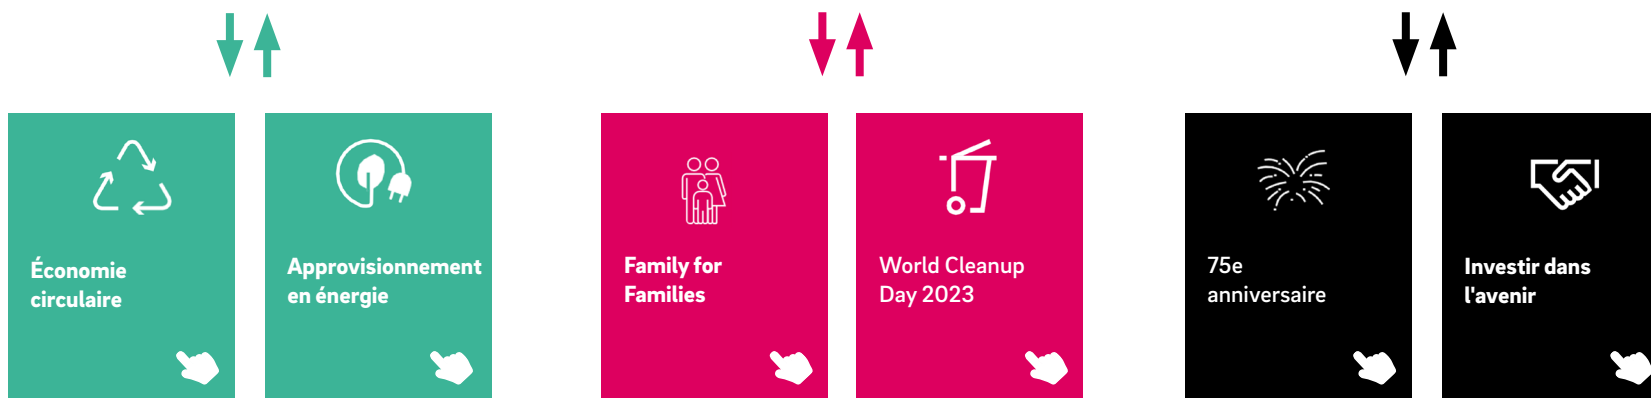 Économie
circulaire
Approvisionnement
en énergie
Family for
Families
World Cleanup
Day 2023
75e
anniversaire
Investir dans
l'avenir